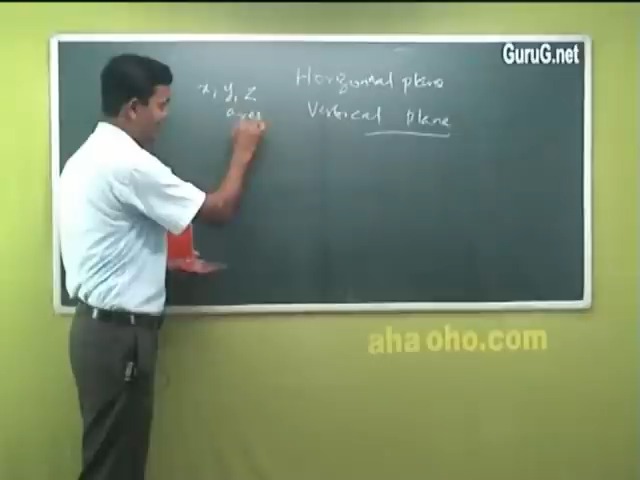 GuruG.net
x, y, z
axes
Horizontal plane
Vertical plane
aha oho.com